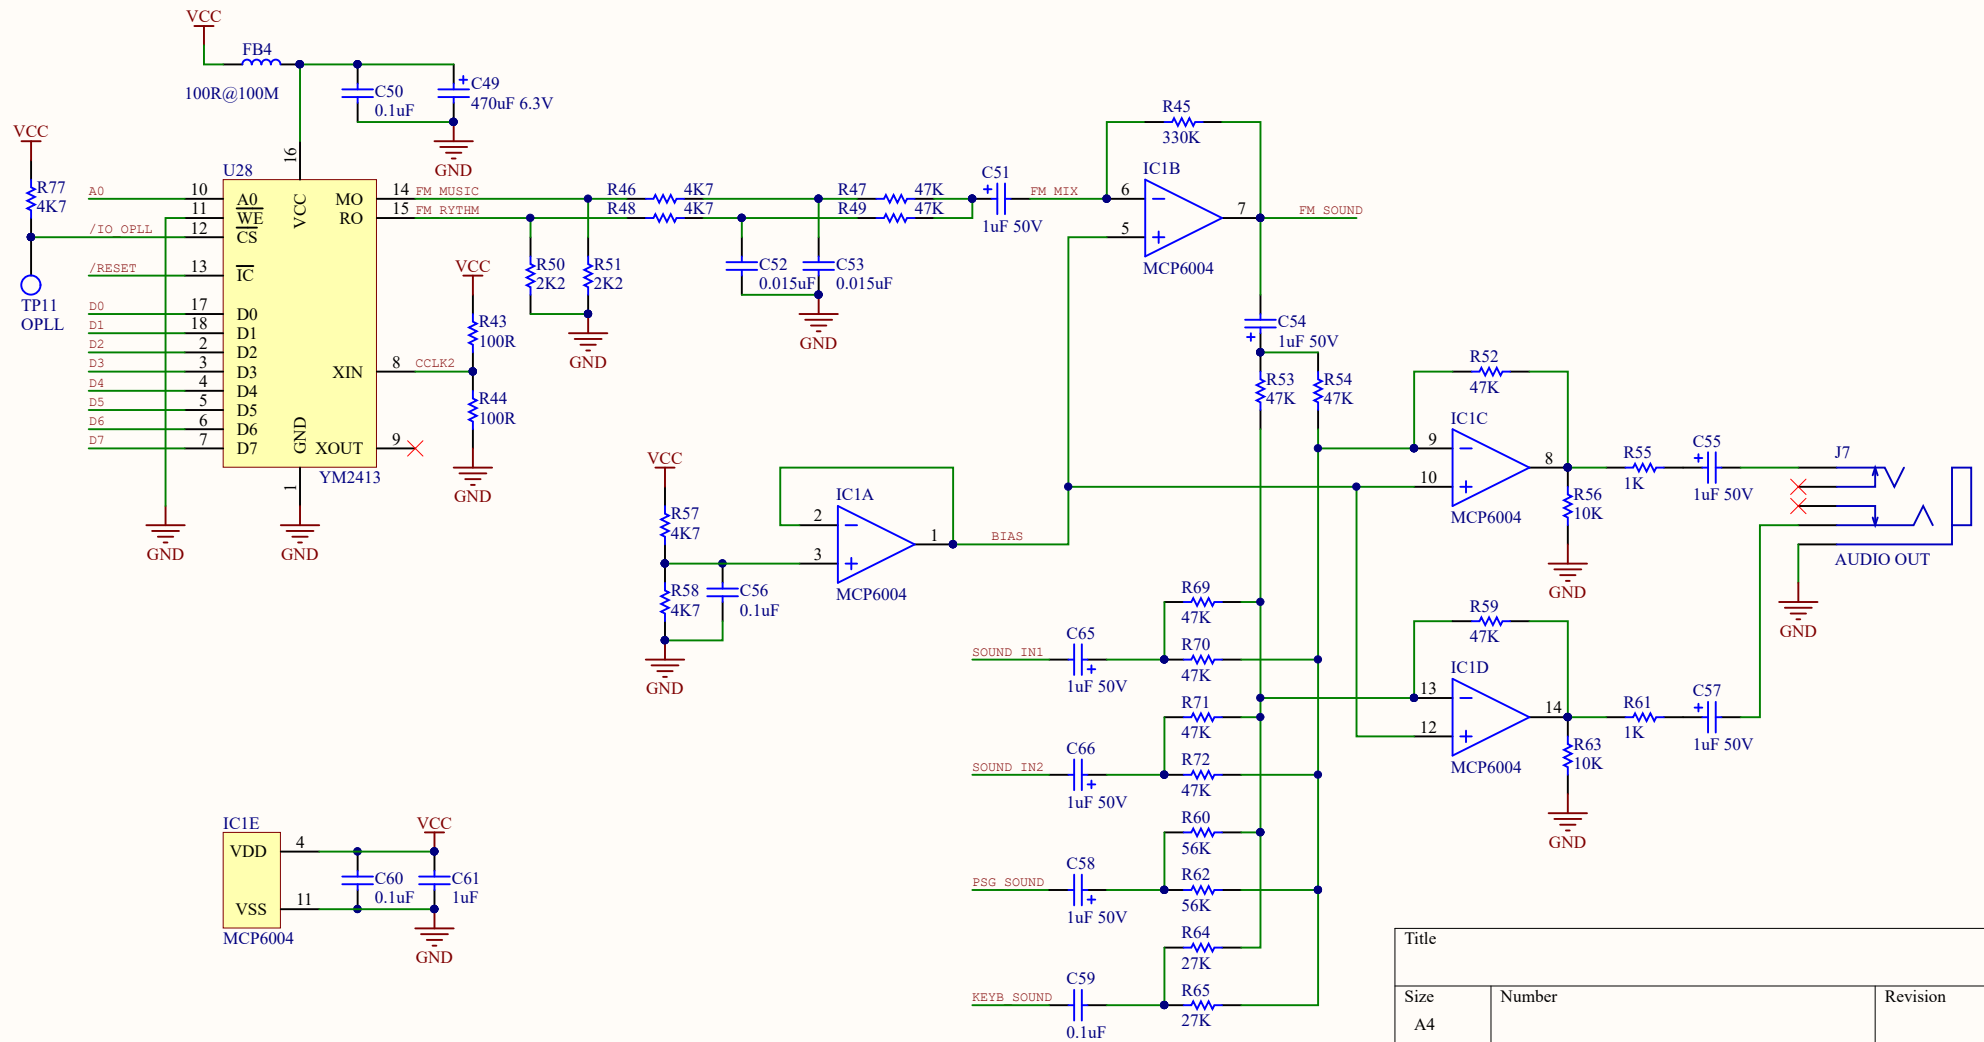 VCC
FB4
100R@100M
C50
0.1uF
C49
470uF 6.3V
GND
VCC
R77
4K7
TP11
OPLL
U28
16
VCC
A0
10
A0
11
WE
/IO OPLL
12
CS
/RESET
13
IC
D0
17
D0
D1
18
D1
D2
2
D2
D3
3
D3
D4
4
D4
D5
5
D5
D6
6
D6
D7
7
D7
MO
14
FM MUSIC
RO
15
FM RYTHM
XIN
8
CCLK2
XOUT
9
GND
1
YM2413
GND
GND
VCC
R43
100R
R44
100R
GND
R46
4K7
R48
4K7
R47
47K
R49
47K
R50
2K2
R51
2K2
GND
C52
0.015uF
C53
0.015uF
GND
C51
1uF 50V
FM MIX
R45
330K
IC1B
6
5
7
MCP6004
FM SOUND
C54
1uF 50V
R53
47K
R54
47K
R52
47K
IC1C
9
10
8
MCP6004
R55
1K
C55
1uF 50V
R56
10K
GND
J7
AUDIO OUT
GND
VCC
R57
4K7
R58
4K7
C56
0.1uF
GND
IC1A
2
3
1
MCP6004
BIAS
R59
47K
IC1D
13
12
14
MCP6004
R61
1K
C57
1uF 50V
R63
10K
GND
SOUND IN1
C65
1uF 50V
R69
47K
R70
47K
SOUND IN2
C66
1uF 50V
R71
47K
R72
47K
PSG SOUND
C58
1uF 50V
R60
56K
R62
56K
KEYB SOUND
C59
0.1uF
R64
27K
R65
27K
IC1E
VDD
4
VSS
11
MCP6004
VCC
C60
0.1uF
C61
1uF
GND
Title
Size
A4
Number
Revision